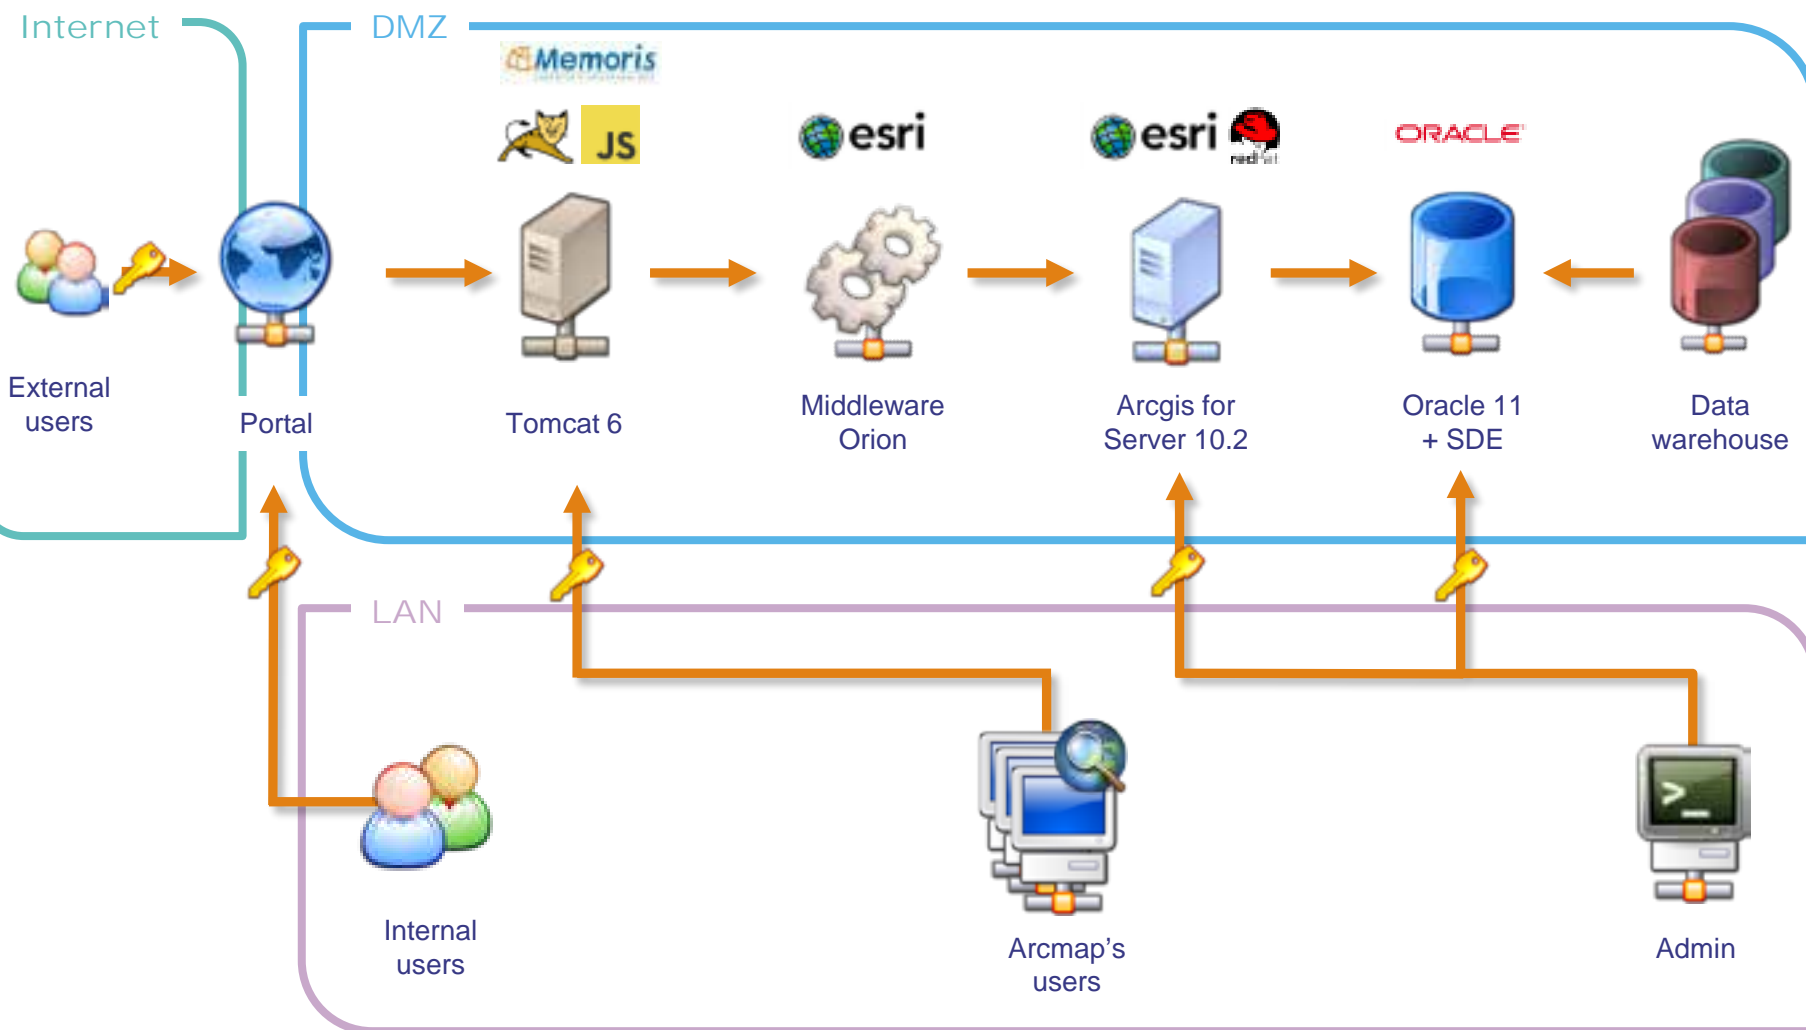 Internet
DMZ
Memoris
JS
esri
esri
redhat
ORACLE
External
users
Portal
Tomcat 6
Middleware
Orion
Arcgis for
Server 10.2
Oracle 11
+ SDE
Data
warehouse
LAN
>_
Internal
users
Arcmap's
users
Admin